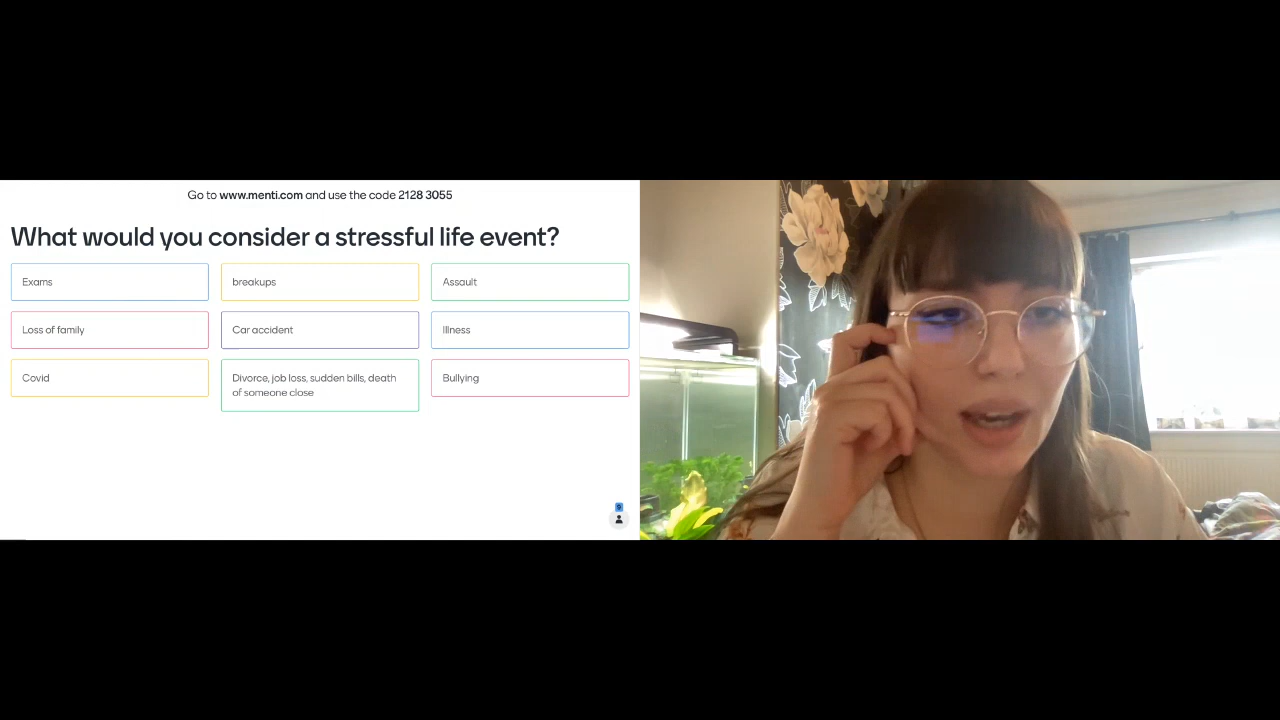 Go to www.menti.com and use the code 2128 3055
What would you consider a stressful life event?
Exams
breakups
Assault
Loss of family
Car accident
Illness
Covid
Divorce, job loss, sudden bills, death
of someone close
Bullying
9